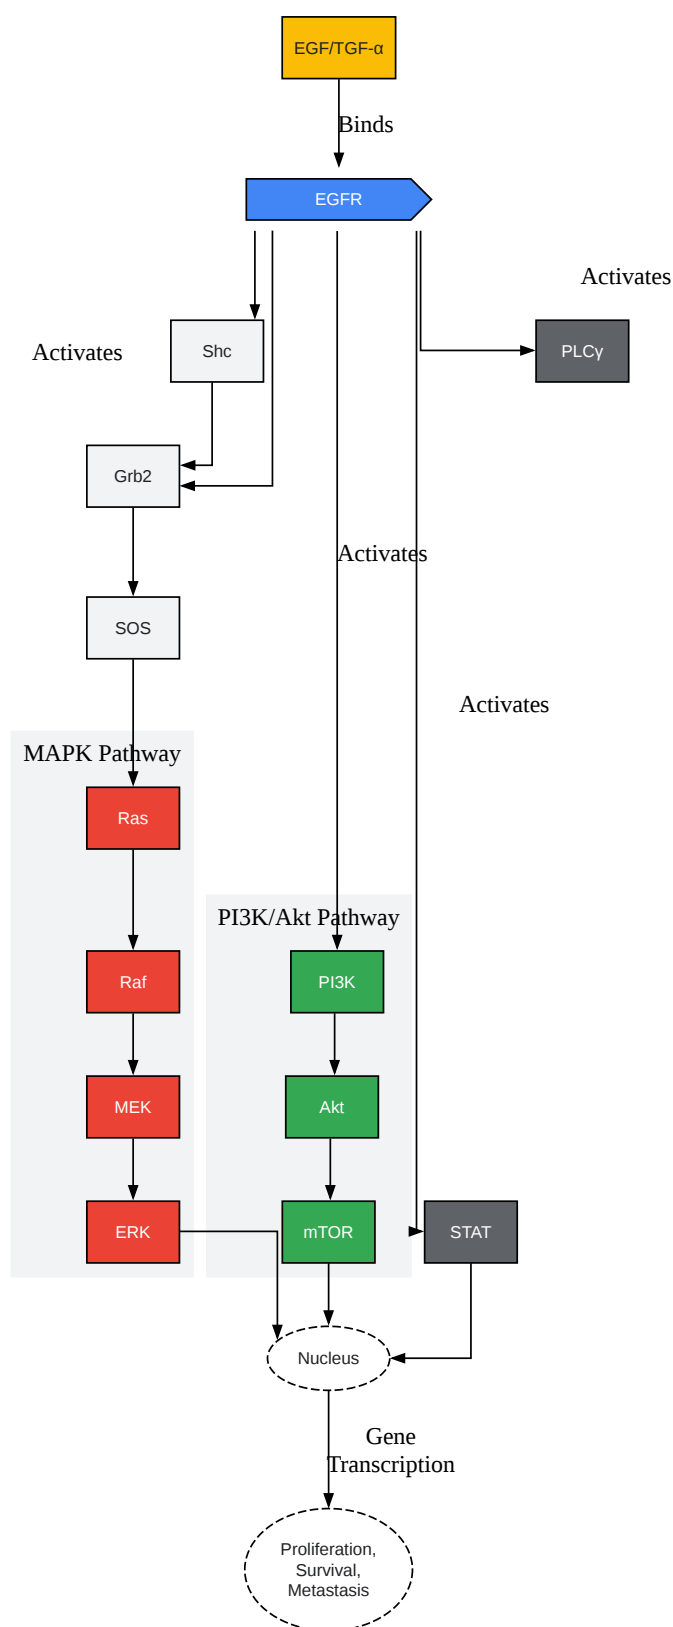 EGF/TGF-α
Binds
EGFR
Activates
Shc
Activates
PLCγ
Grb2
Activates
SOS
Activates
MAPK Pathway
Ras
PI3K/Akt Pathway
Raf
PI3K
MEK
Akt
ERK
mTOR
STAT
Nucleus
Gene
Transcription
Proliferation,
Survival,
Metastasis